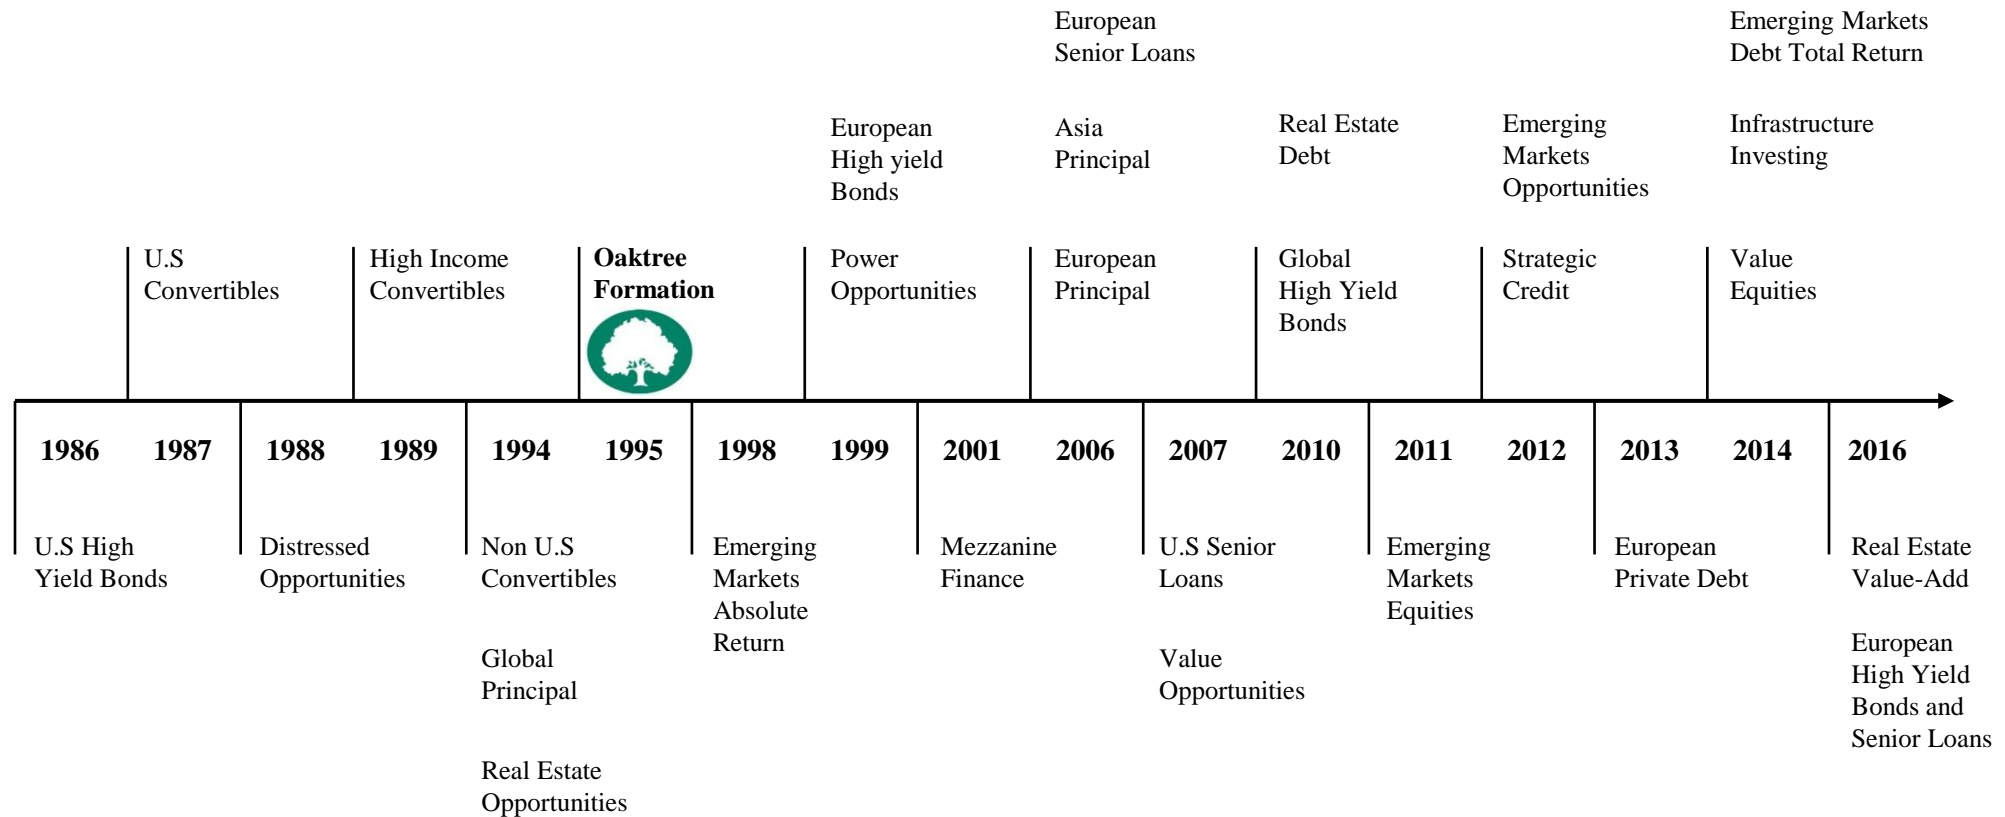 European
Senior Loans
Emerging Markets
Debt Total Return
European
High yield
Bonds
Asia
Principal
Real Estate
Debt
Emerging
Markets
Opportunities
Infrastructure
Investing
U.S
Convertibles
High Income
Convertibles
Oaktree
Formation
Power
Opportunities
European
Principal
Global
High Yield
Bonds
Strategic
Credit
Value
Equities
1986 1987 1988 1989 1994 1995 1998 1999 2001 2006 2007 2010 2011 2012 2013 2014 2016
U.S High
Yield Bonds
Distressed
Opportunities
Non U.S
Convertibles
Global
Principal
Real Estate
Opportunities
Emerging
Markets
Absolute
Return
Mezzanine
Finance
U.S Senior
Loans
Value
Opportunities
Emerging
Markets
Equities
European
Private Debt
Real Estate
Value-Add
European
High Yield
Bonds and
Senior Loans